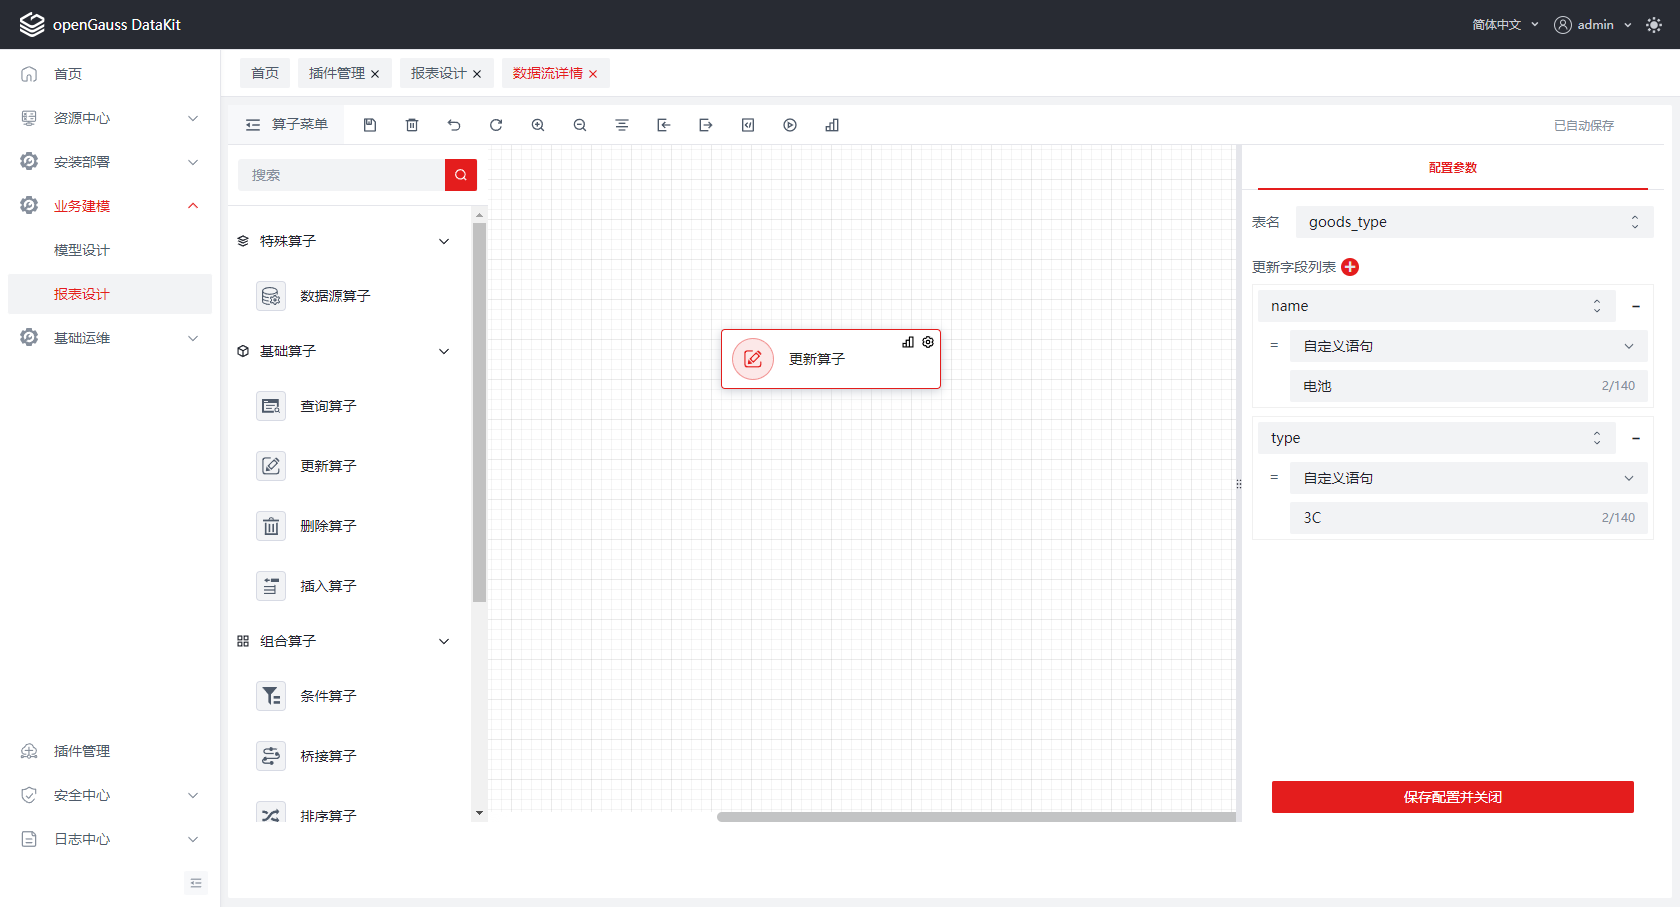 openGauss DataKit
简体中文
admin
首页
资源中心
安装部署
业务建模
模型设计
报表设计
基础运维
插件管理
安全中心
日志中心
首页
插件管理
报表设计
数据流详情
算子菜单
已自动保存
搜索
特殊算子
数据源算子
基础算子
查询算子
更新算子
删除算子
插入算子
组合算子
条件算子
桥接算子
排序算子
更新算子
配置参数
表名 goods_type
更新字段列表
name
= 自定义语句
电池 2/140
type
= 自定义语句
3C 2/140
保存配置并关闭